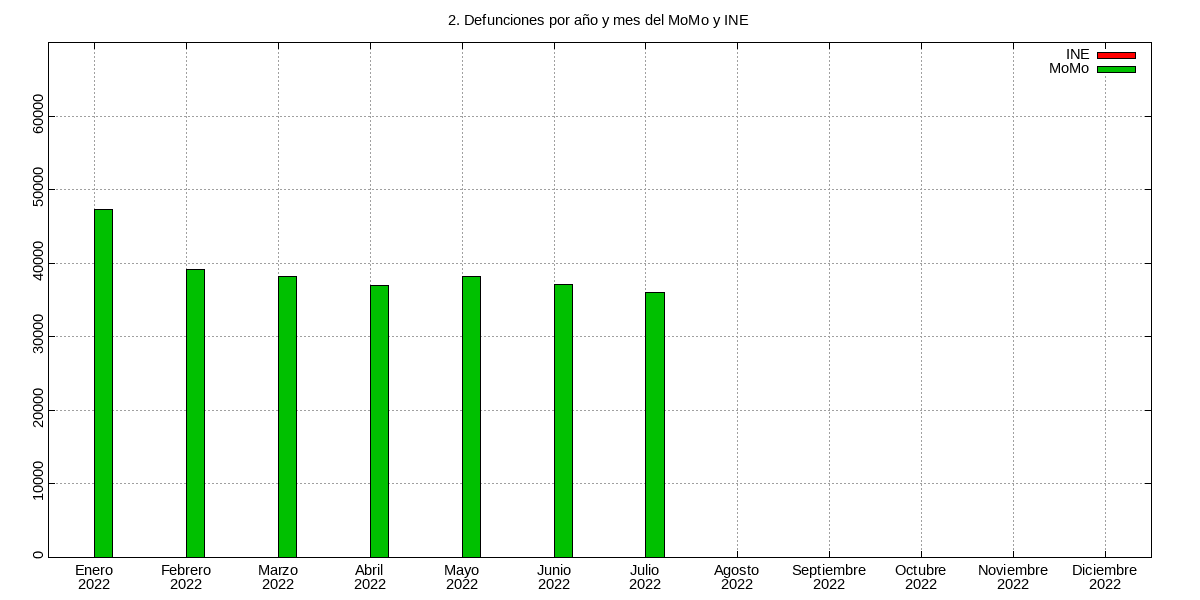 2. Defunciones por año y mes del MoMo y INE
INE
MoMo
60000
50000
40000
30000
20000
10000
0
Enero Febrero Marzo Abril Mayo Junio Julio Agosto Septiembre Octubre Noviembre Diciembre
2022 2022 2022 2022 2022 2022 2022 2022 2022 2022 2022 2022